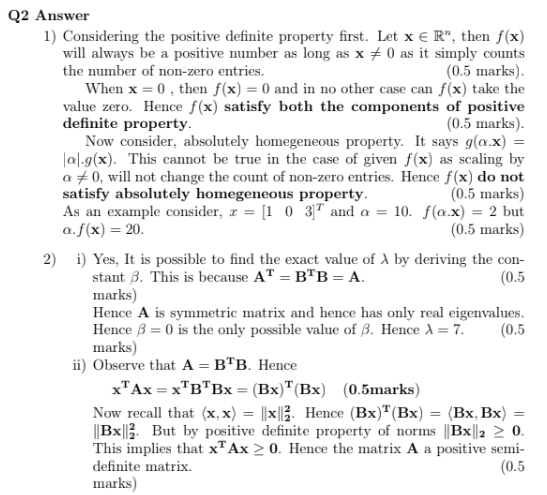 Q2 Answer
1) Considering the positive definite property first. Let x ∈ ℝⁿ, then f(x)
will always be a positive number as long as x ≠ 0 as it simply counts
the number of non-zero entries. (0.5 marks).
When x = 0 , then f(x) = 0 and in no other case can f(x) take the
value zero. Hence f(x) satisfy both the components of positive
definite property. (0.5 marks).
Now consider, absolutely homogeneous property. It says g(α.x) =
|α|.g(x). This cannot be true in the case of given f(x) as scaling by
α ≠ 0, will not change the count of non-zero entries. Hence f(x) do not
satisfy absolutely homogeneous property. (0.5 marks)
As an example consider, x = [1 0 3]ᵀ and α = 10. f(α.x) = 2 but
α.f(x) = 20. (0.5 marks)
2) i) Yes, It is possible to find the exact value of λ by deriving the con-
stant β. This is because Aᵀ = BᵀB = A. (0.5
marks)
Hence A is symmetric matrix and hence has only real eigenvalues.
Hence β = 0 is the only possible value of β. Hence λ = 7. (0.5
marks)
ii) Observe that A = BᵀB. Hence
xᵀAx = xᵀBᵀBx = (Bx)ᵀ(Bx) (0.5marks)
Now recall that ⟨x, x⟩ = ||x||₂². Hence (Bx)ᵀ(Bx) = ⟨Bx, Bx⟩ =
||Bx||₂². But by positive definite property of norms ||Bx||₂ ≥ 0.
This implies that xᵀAx ≥ 0. Hence the matrix A a positive semi-
definite matrix. (0.5
marks)